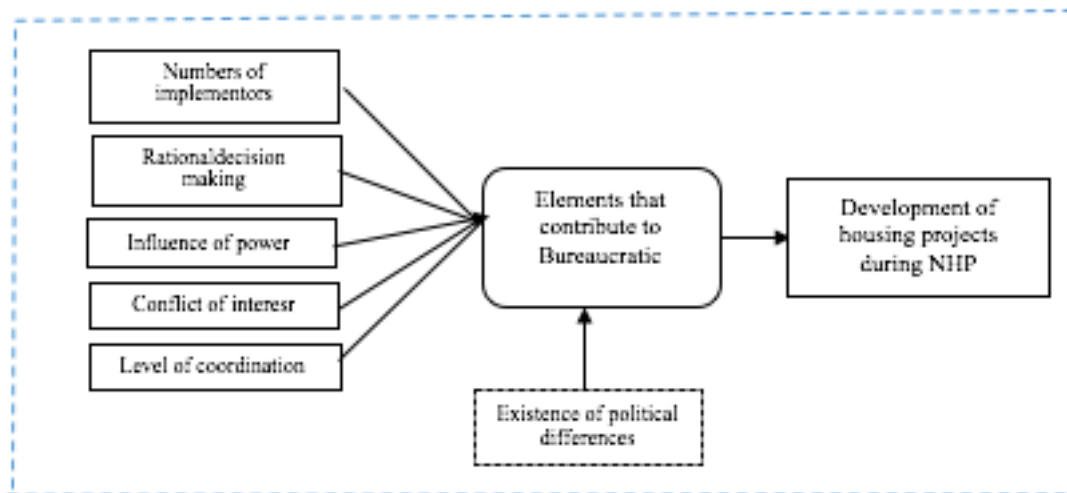 Numbers of
implementors
Rationaldecision
making
Influence of power
Conflict of interesr
Level of coordination
Elements that
contribute to
Bureaucratic
Existence of political
differences
Development of
housing projects
during NHP